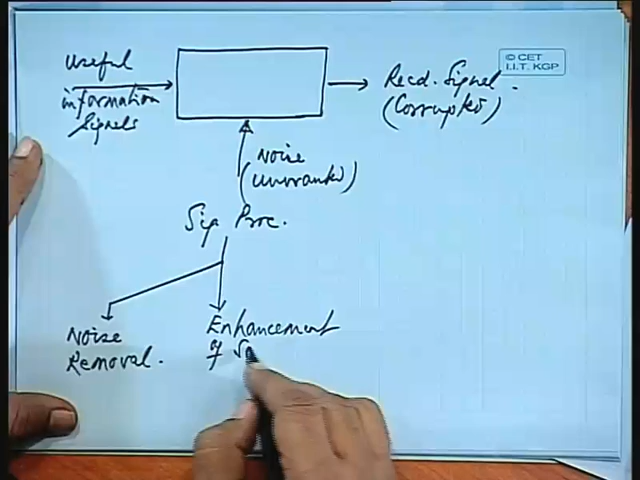 Useful
information
Signals
Recd. Signal.
(Corrupted)
© CET
I.I.T. KGP
Noise
(Unwanted)
Sig Proc.
Noise
Removal.
Enhancement
of S